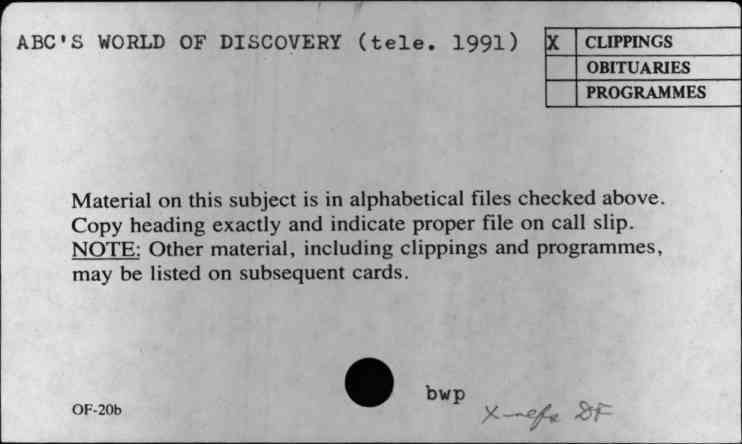 ABC'S WORLD OF DISCOVERY (tele. 1991)
X CLIPPINGS
OBITUARIES
PROGRAMMES
Material on this subject is in alphabetical files checked above.
Copy heading exactly and indicate proper file on call slip.
NOTE: Other material, including clippings and programmes,
may be listed on subsequent cards.
bwp
X-refs DF
OF-20b